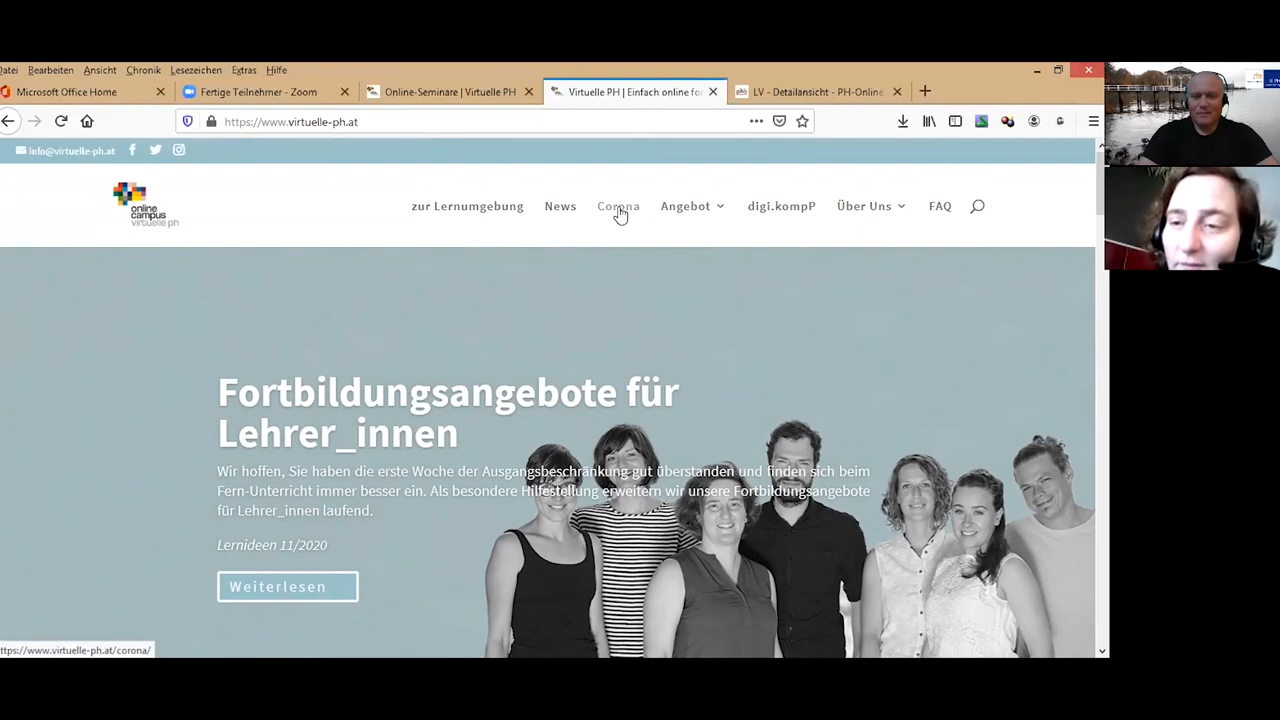 Datei Bearbeiten Ansicht Chronik Lesezeichen Extras Hilfe
Microsoft Office Home Fertige Teilnehmer - Zoom Online-Seminare | Virtuelle PH Virtuelle PH | Einfach online for LV - Detailansicht - PH-Online
https://www.virtuelle-ph.at
info@virtuelle-ph.at
online
campus
virtuelle ph
zur Lernumgebung News Corona Angebot digi.kompP Über Uns FAQ
Fortbildungsangebote für
Lehrer_innen
Wir hoffen, Sie haben die erste Woche der Ausgangsbeschränkung gut überstanden und finden sich beim
Fern-Unterricht immer besser ein. Als besondere Hilfestellung erweitern wir unsere Fortbildungsangebote
für Lehrer_innen laufend.
Lernideen 11/2020
Weiterlesen
ttps://www.virtuelle-ph.at/corona/